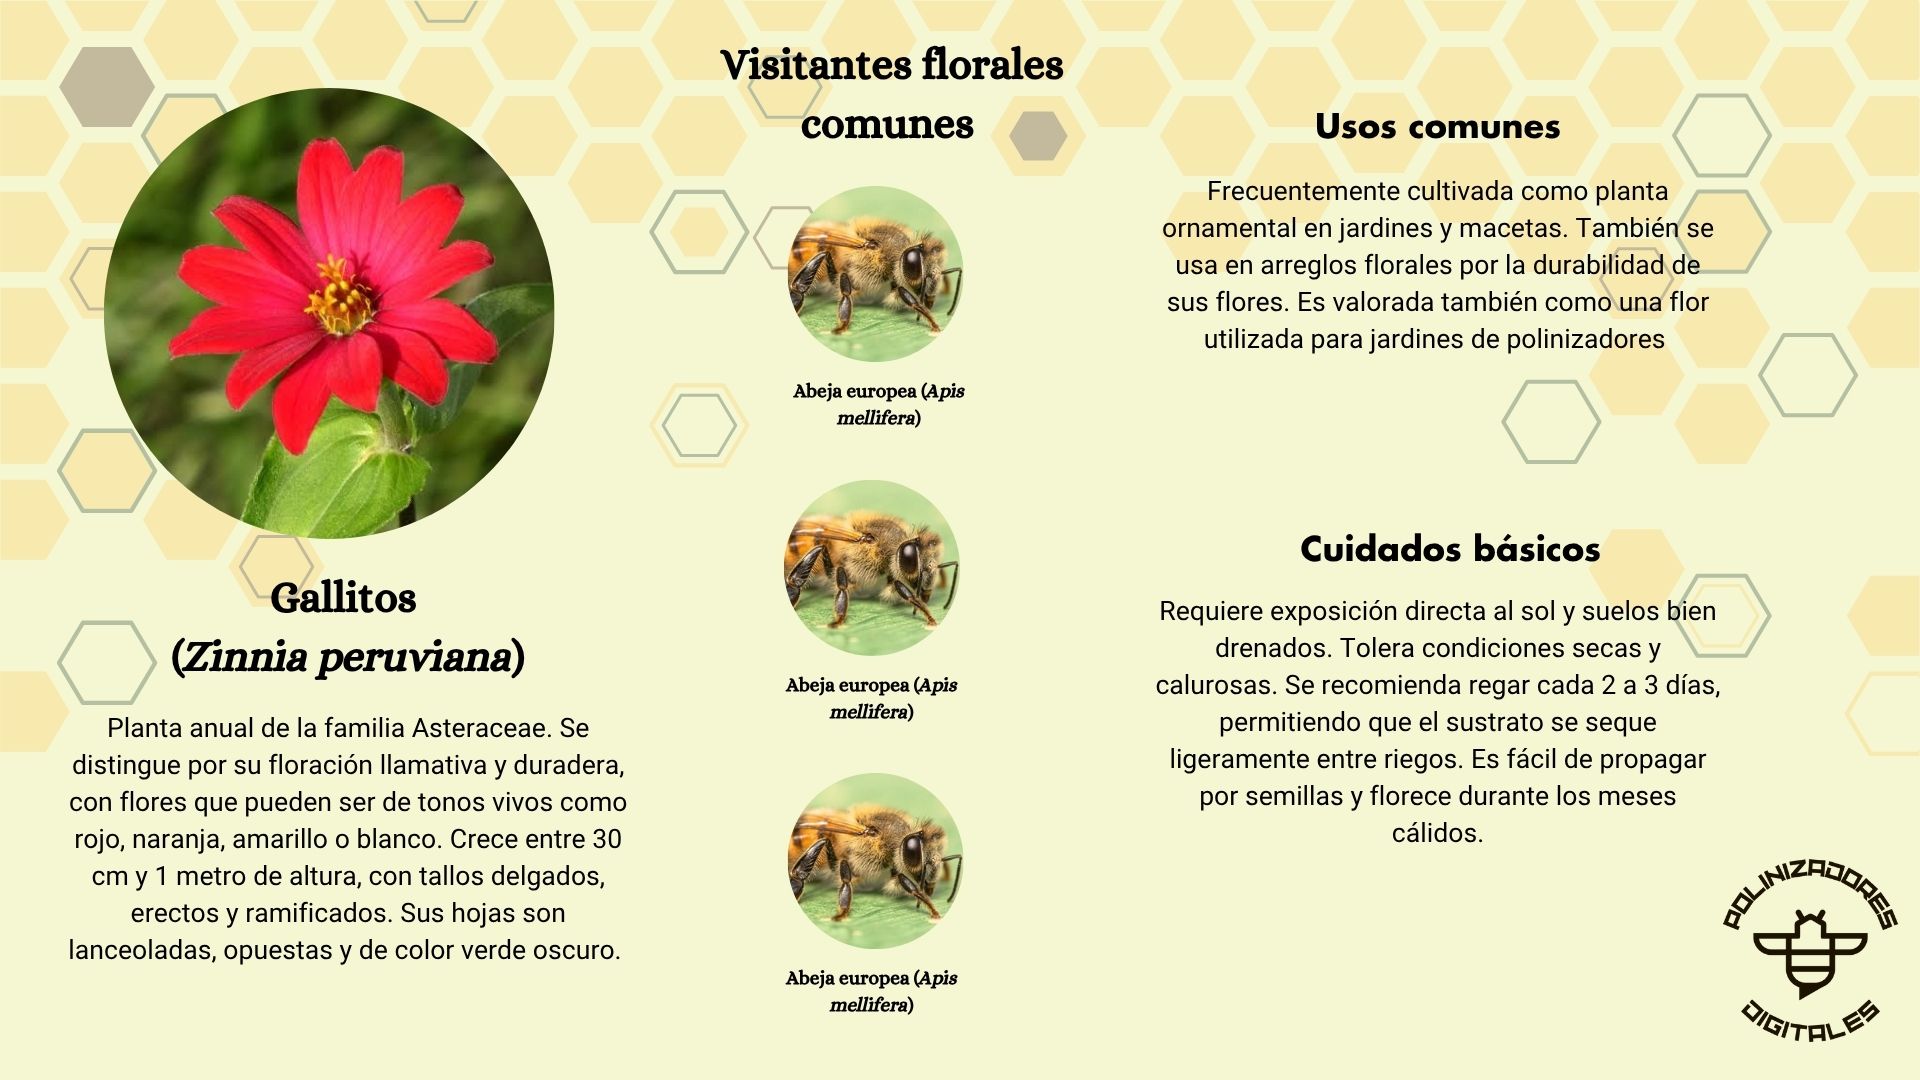 Gallitos
(Zinnia peruviana)
Planta anual de la familia Asteraceae. Se
distingue por su floración llamativa y duradera,
con flores que pueden ser de tonos vivos como
rojo, naranja, amarillo o blanco. Crece entre 30
cm y 1 metro de altura, con tallos delgados,
erectos y ramificados. Sus hojas son
lanceoladas, opuestas y de color verde oscuro.
Visitantes florales
comunes
Abeja europea (Apis
mellifera)
Abeja europea (Apis
mellifera)
Abeja europea (Apis
mellifera)
Usos comunes
Frecuentemente cultivada como planta
ornamental en jardines y macetas. También se
usa en arreglos florales por la durabilidad de
sus flores. Es valorada también como una flor
utilizada para jardines de polinizadores
Cuidados básicos
Requiere exposición directa al sol y suelos bien
drenados. Tolera condiciones secas y
calurosas. Se recomienda regar cada 2 a 3 días,
permitiendo que el sustrato se seque
ligeramente entre riegos. Es fácil de propagar
por semillas y florece durante los meses
cálidos.
POLINIZADORES
DIGITALES